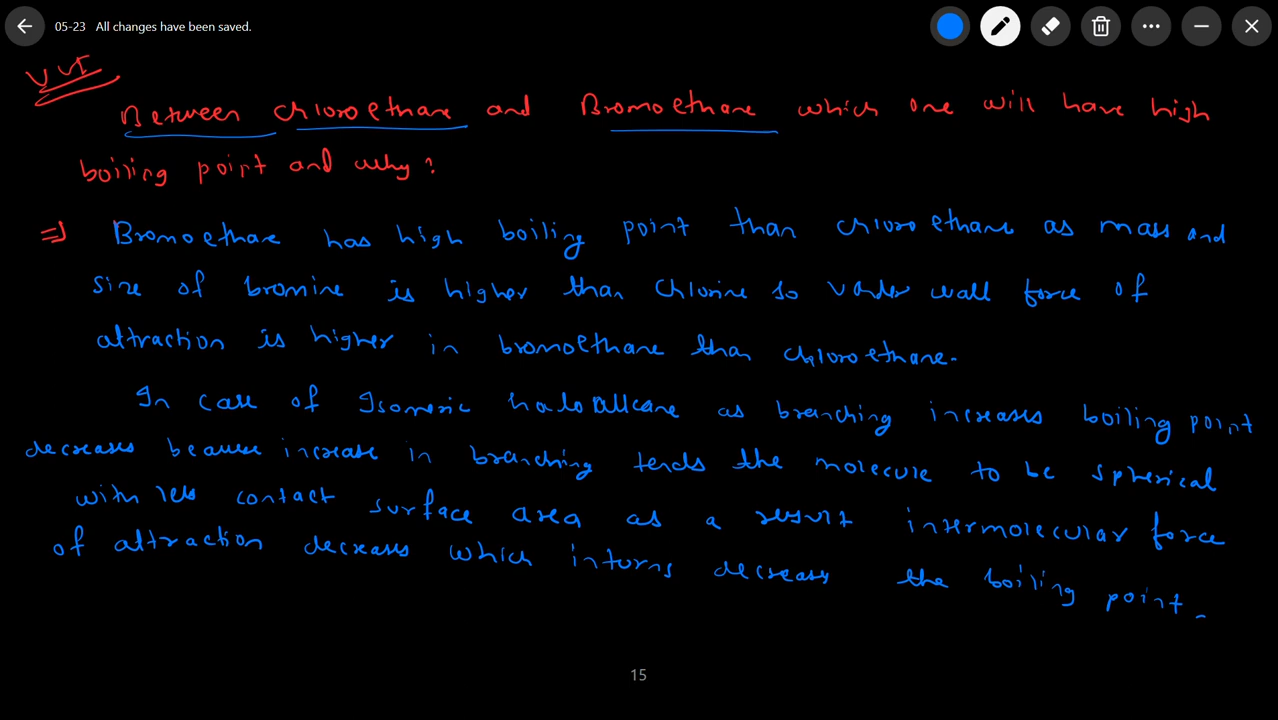 05-23 All changes have been saved.
VVI
Between chloroethane and Bromoethane which one will have high
boiling point and why?
=> Bromoethane has high boiling point than chloroethane as mass and
size of bromine is higher than chlorine so vander wall force of
attraction is higher in bromoethane than chloroethane.
In case of Isomeric haloalkane as branching increases boiling point
decreases because increase in branching tends the molecule to be spherical
with less contact surface area as a result intermolecular force
of attraction decreases which inturns decreases the boiling point.
15